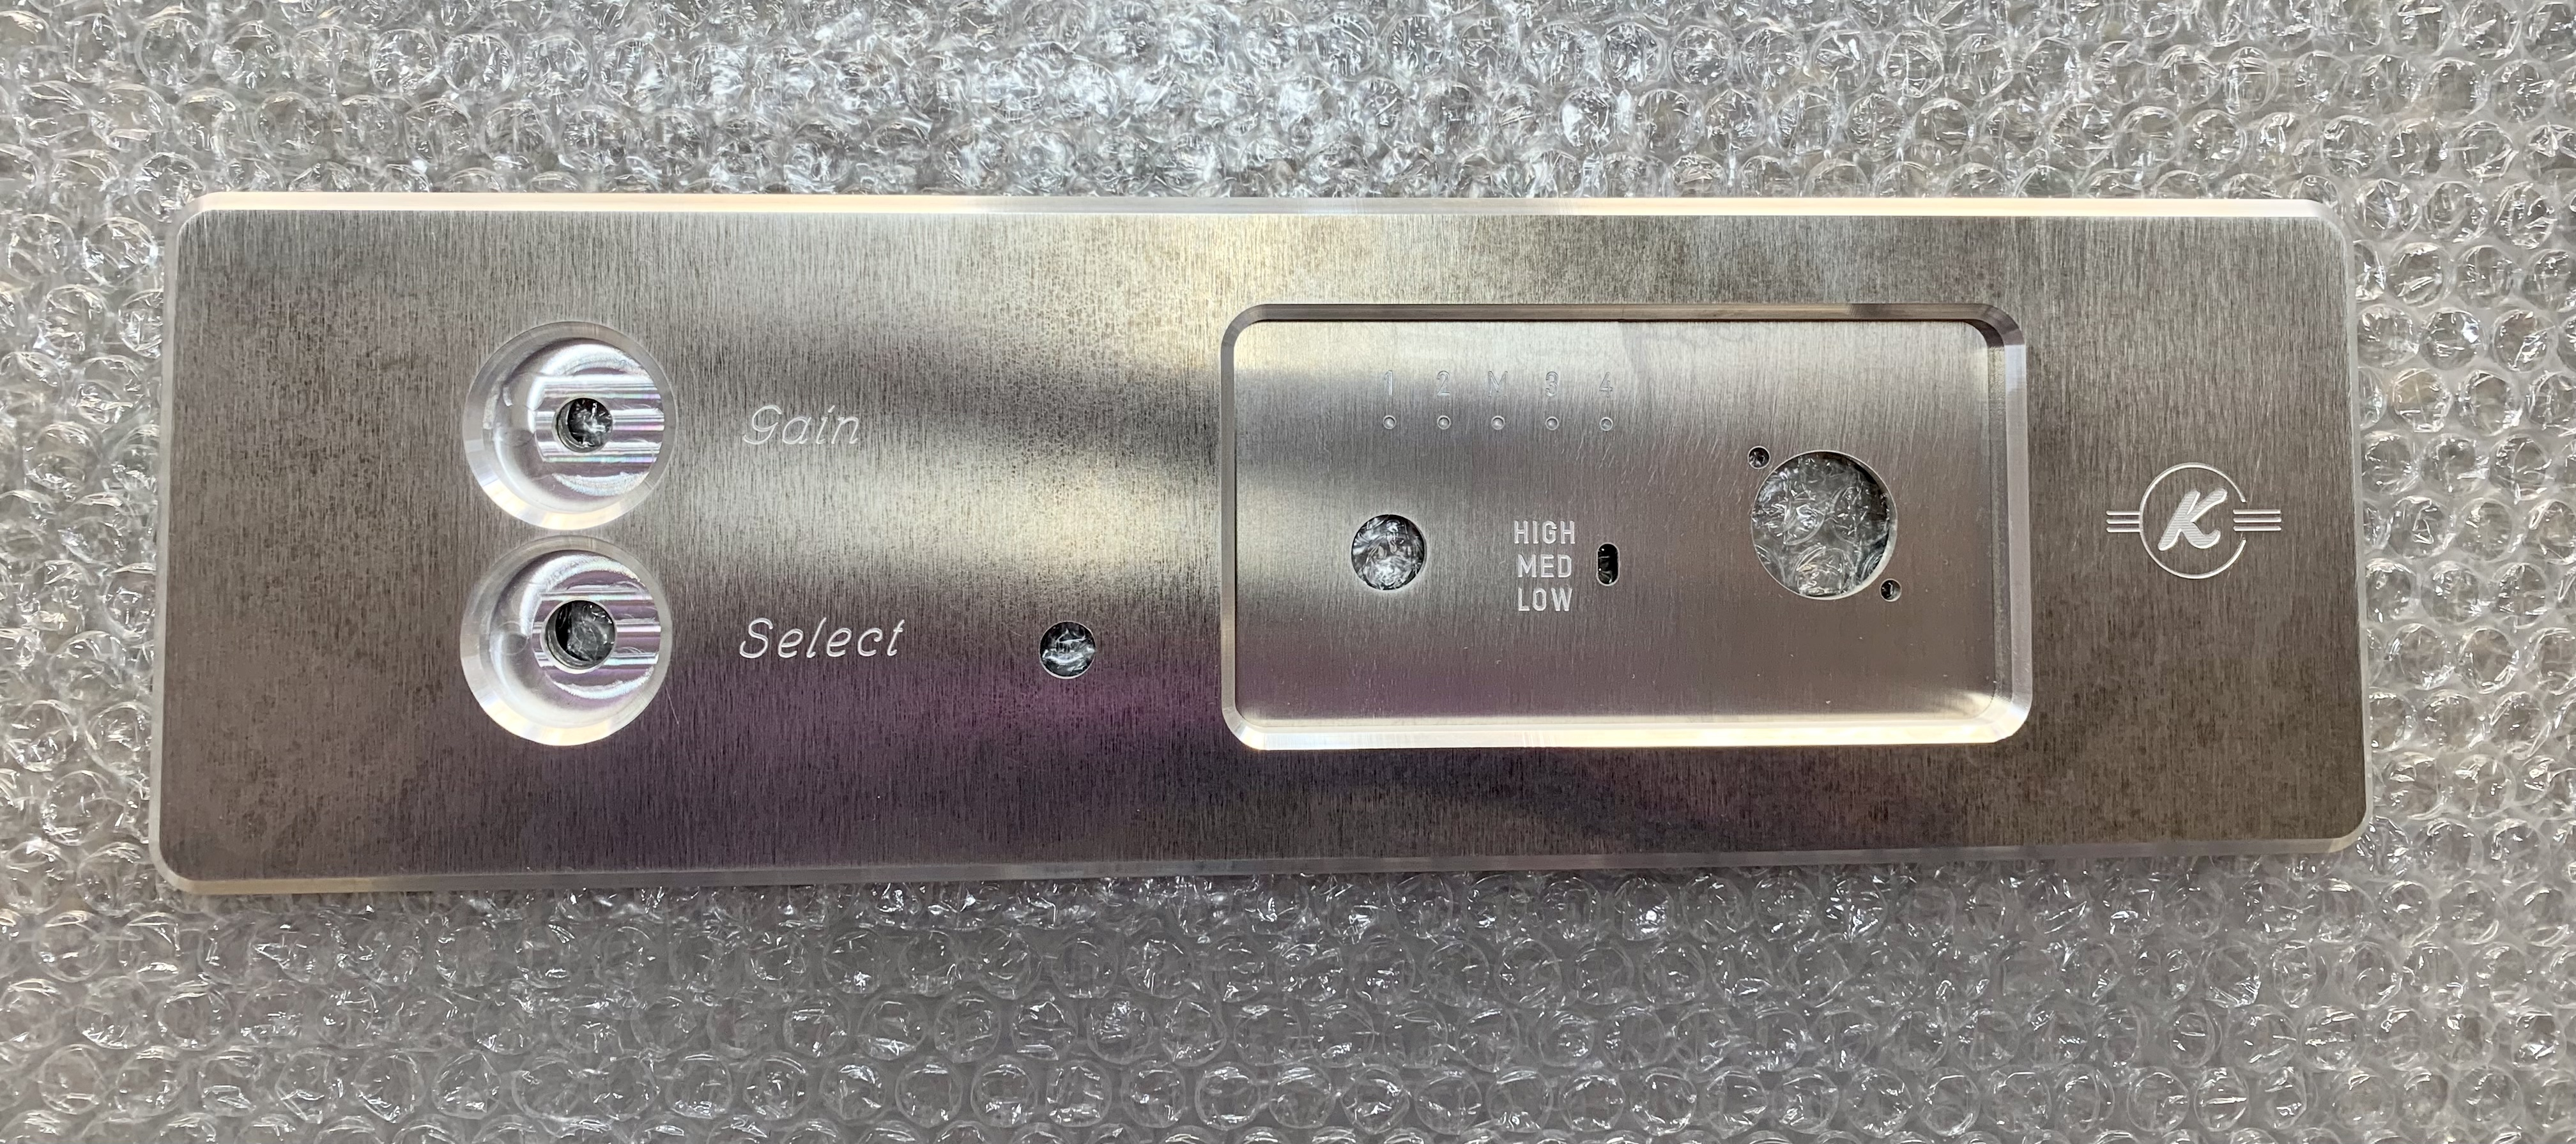 Gain
Select
1 2 M 3 4
HIGH
MED
LOW
K